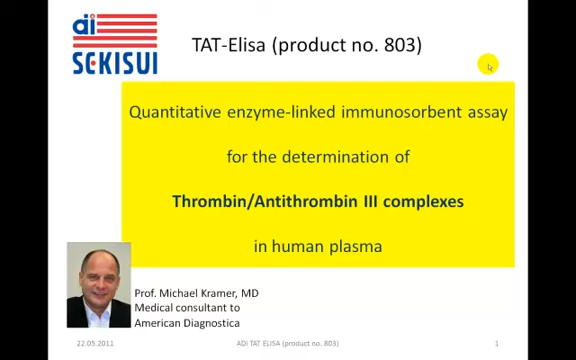 ai
SEKISUI
TAT-Elisa (product no. 803)
Quantitative enzyme-linked immunosorbent assay
for the determination of
Thrombin/Antithrombin III complexes
in human plasma
Prof. Michael Kramer, MD
Medical consultant to
American Diagnostica
22.05.2011
ADI TAT ELISA (product no. 803)
1